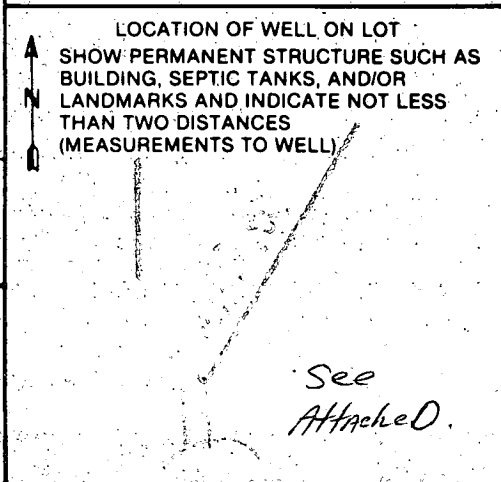 LOCATION OF WELL ON LOT
SHOW PERMANENT STRUCTURE SUCH AS
BUILDING, SEPTIC TANKS, AND/OR
N LANDMARKS AND INDICATE NOT LESS
THAN TWO DISTANCES
(MEASUREMENTS TO WELL)
See
AttacheD.